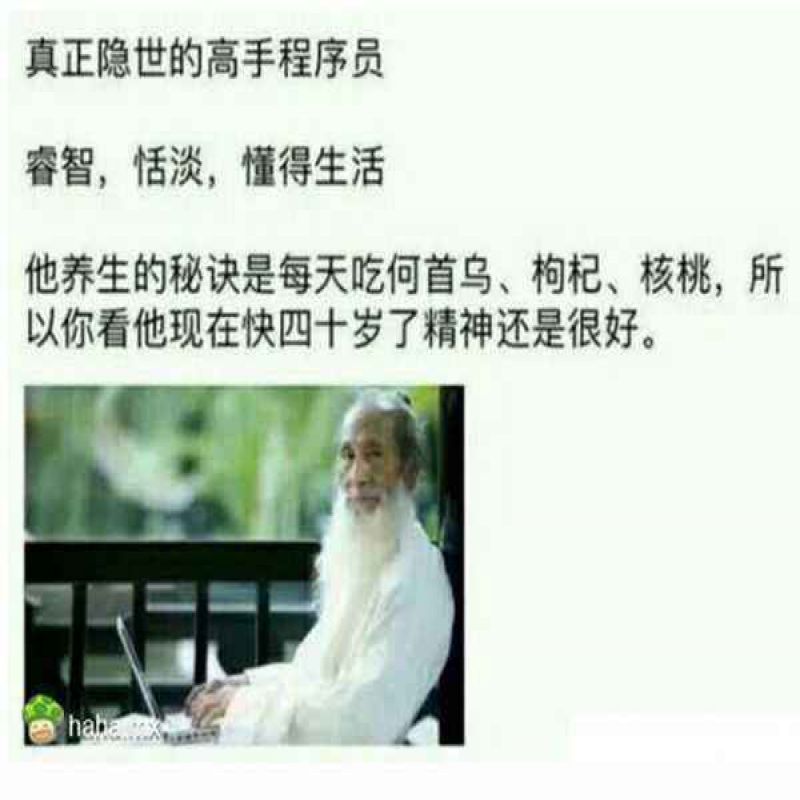 真正隐世的高手程序员
睿智，恬淡，懂得生活
他养生的秘诀是每天吃何首乌、枸杞、核桃，所
以你看他现在快四十岁了精神还是很好。
haha.mx